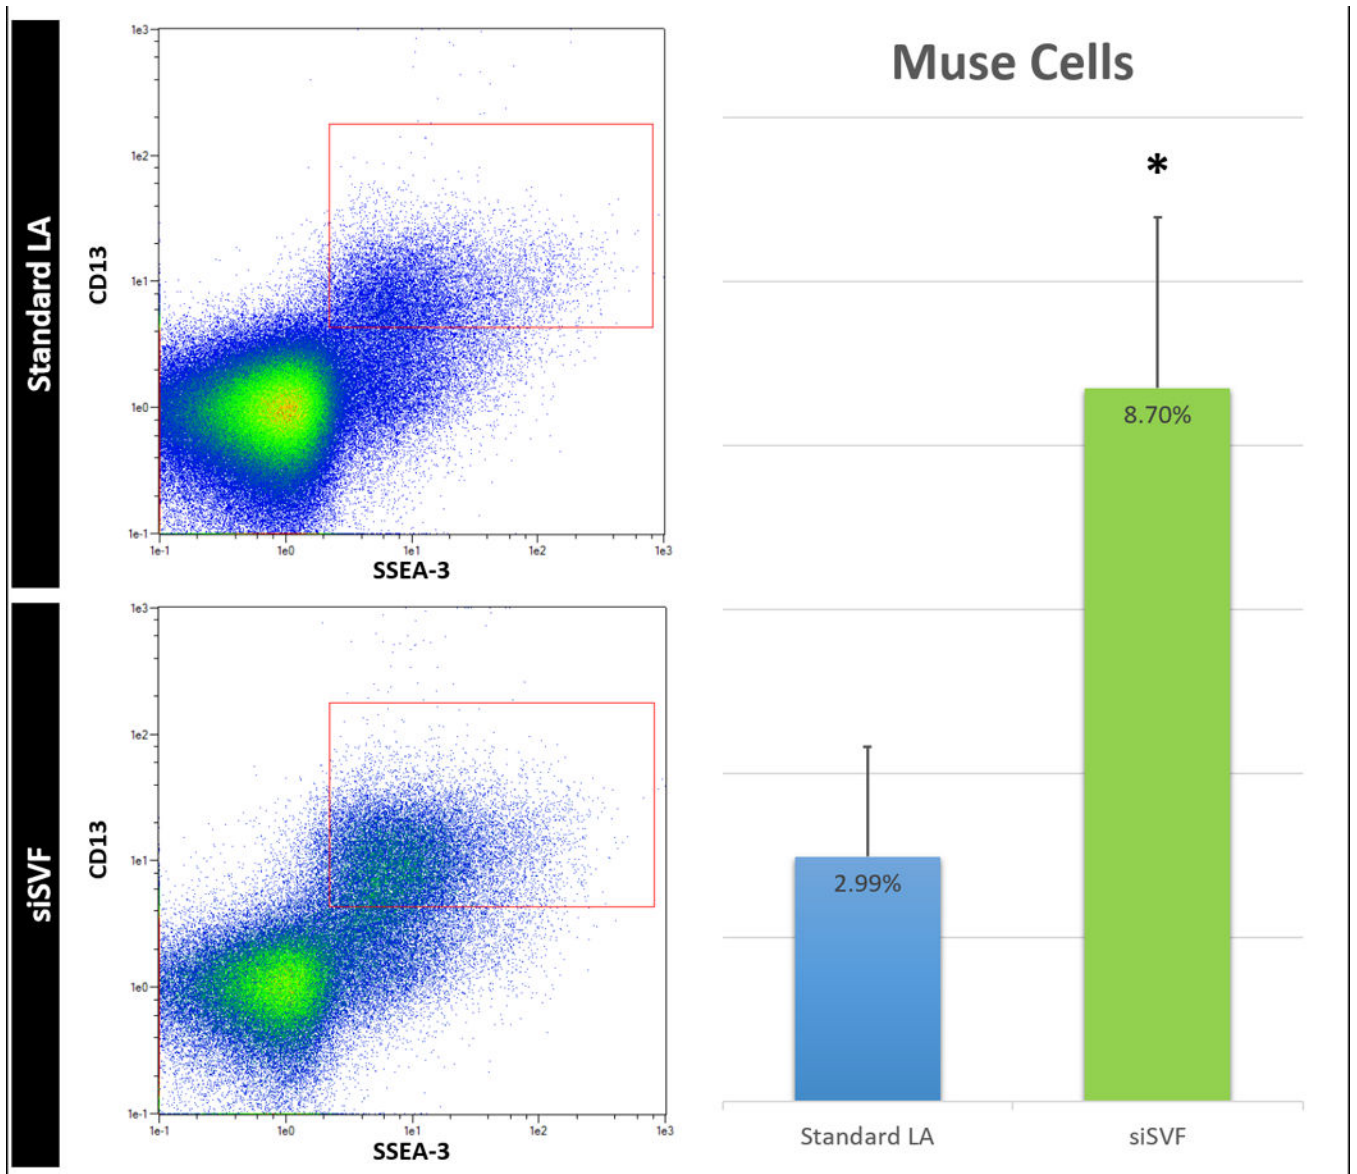 Standard LA
CD13
1e3
1e2
1e1
1e0
1e-1
1e-1 1e0 1e1 1e2 1e3
SSEA-3
siSVF
CD13
1e3
1e2
1e1
1e0
1e-1
1e-1 1e0 1e1 1e2 1e3
SSEA-3
Muse Cells
*
8.70%
2.99%
Standard LA siSVF